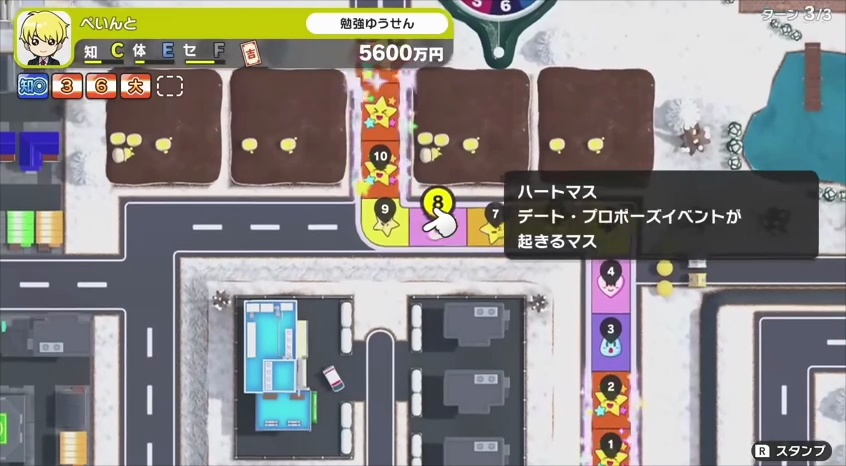 ぺいんと
勉強ゆうせん
知 C 体 E セ F 吉
5600万円
知◎ 3 6 大
3 6
ターン 3/3
10
9
8
7
ハートマス
デート・プロポーズイベントが
起きるマス
4
3
2
1
R スタンプ